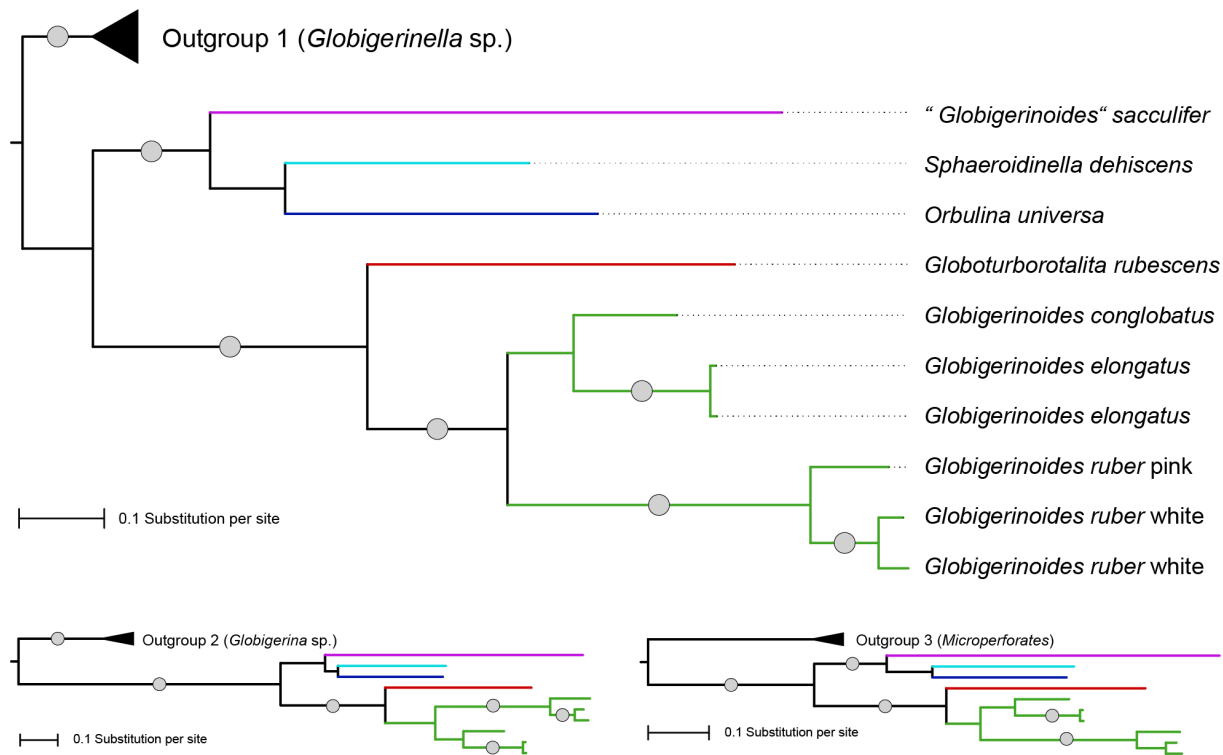 Outgroup 1 (Globigerinella sp.)
“ Globigerinoides“ sacculifer
Sphaeroidinella dehiscens
Orbulina universa
Globoturborotalita rubescens
Globigerinoides conglobatus
Globigerinoides elongatus
Globigerinoides elongatus
Globigerinoides ruber pink
Globigerinoides ruber white
Globigerinoides ruber white
0.1 Substitution per site
Outgroup 2 (Globigerina sp.)
0.1 Substitution per site
Outgroup 3 (Microperforates)
0.1 Substitution per site